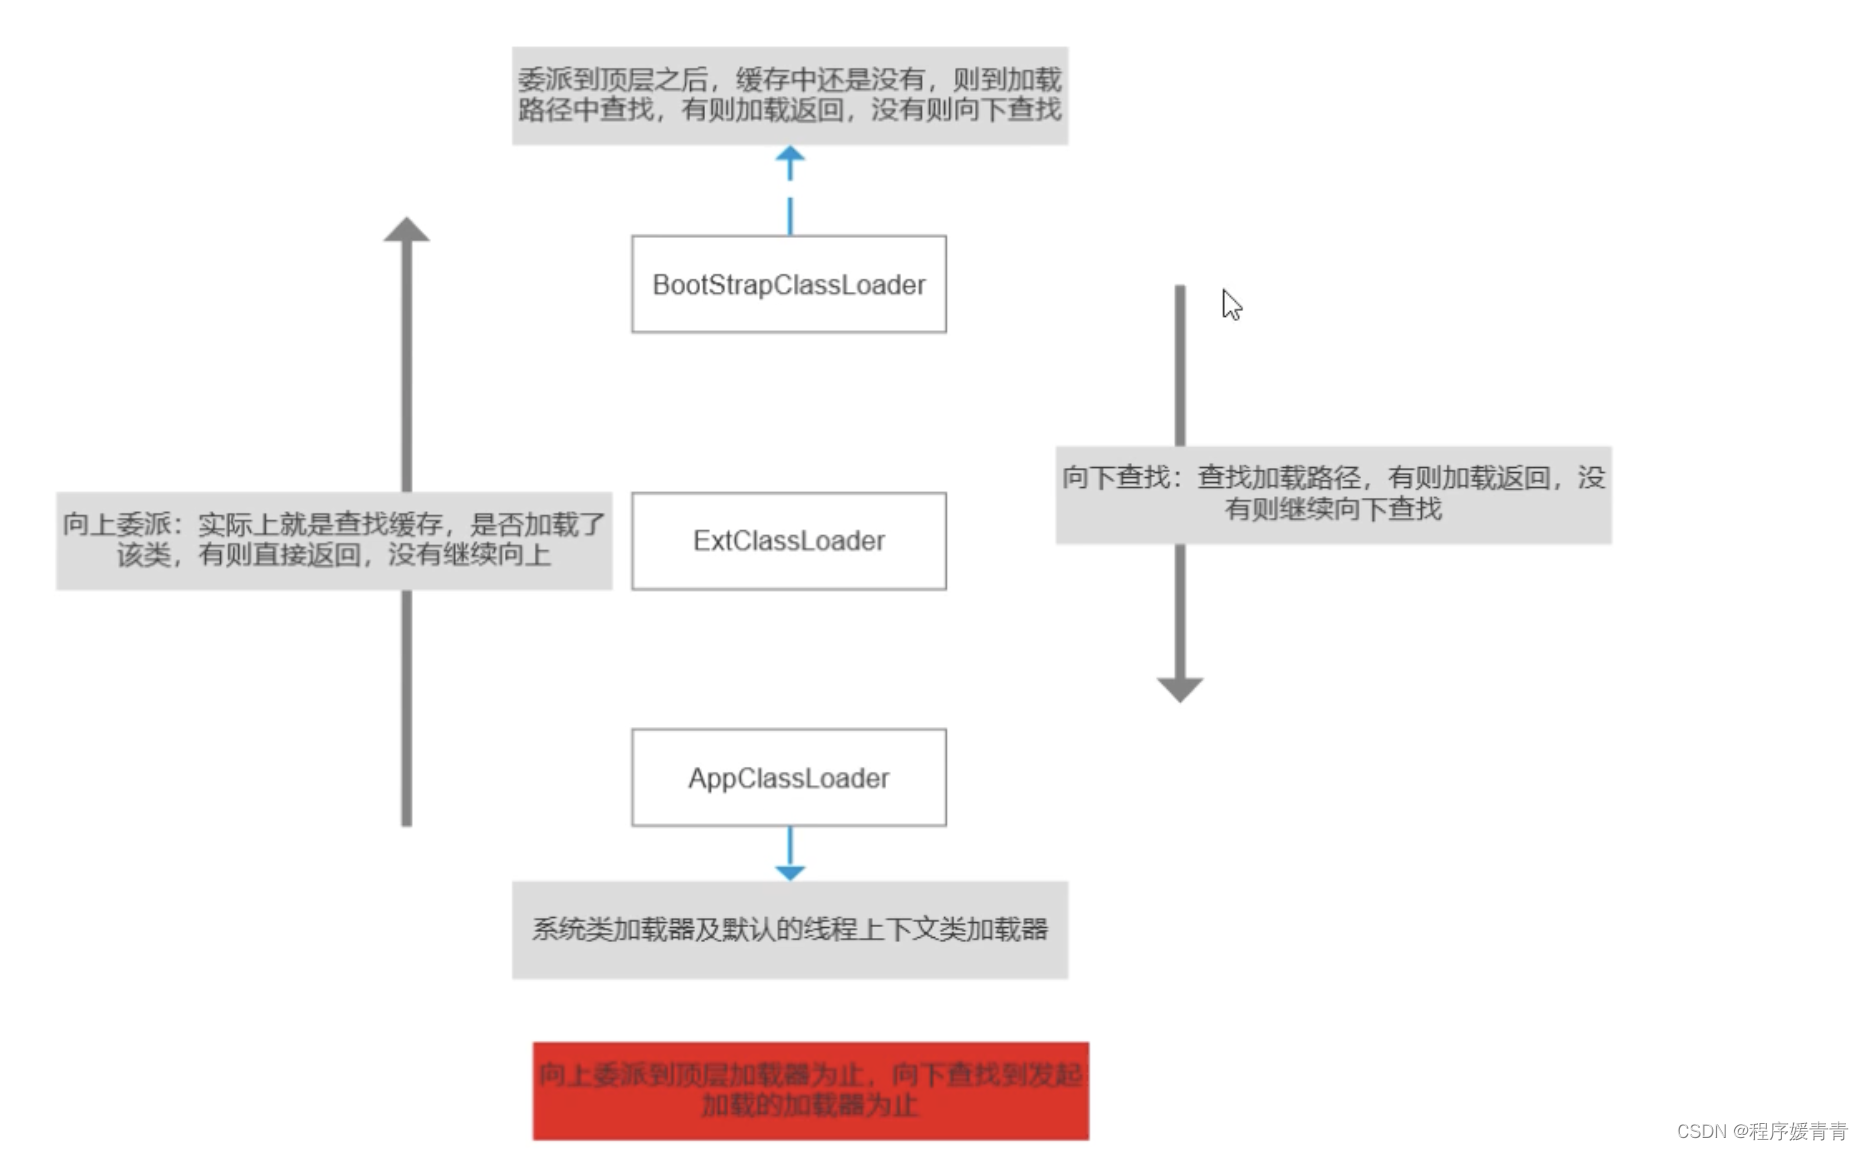 委派到顶层之后，缓存中还是没有，则到加载
路径中查找，有则加载返回，没有则向下查找
BootStrapClassLoader
向下查找：查找加载路径，有则加载返回，没
有则继续向下查找
向上委派：实际上就是查找缓存，是否加载了
该类，有则直接返回，没有继续向上
ExtClassLoader
AppClassLoader
系统类加载器及默认的线程上下文类加载器
向上委派到顶层加载器为止，向下查找到发起
加载的加载器为止
CSDN @程序媛青青